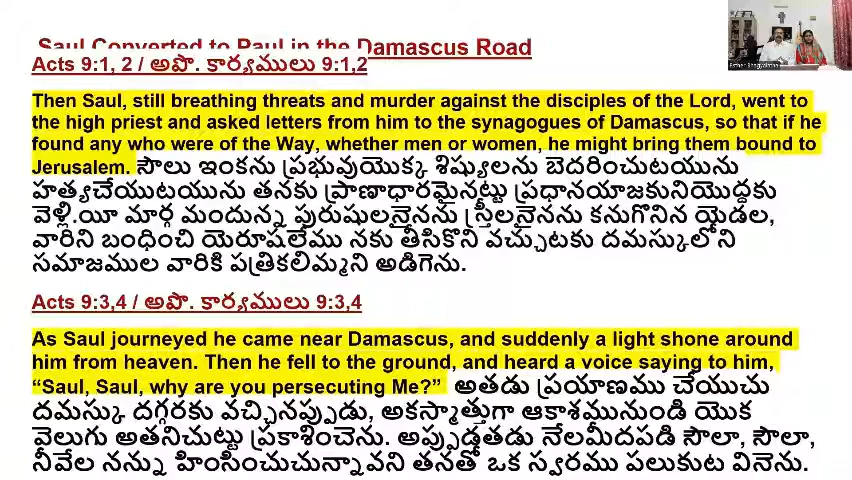 Saul Converted to Paul in the Damascus Road
Acts 9:1, 2 / అపొ. కార్యములు 9:1,2
Then Saul, still breathing threats and murder against the disciples of the Lord, went to
the high priest and asked letters from him to the synagogues of Damascus, so that if he
found any who were of the Way, whether men or women, he might bring them bound to
Jerusalem. సౌలు ఇంకను ప్రభువుయొక్క శిష్యులను బెదరించుటయును
హత్యచేయుటయును తనకు ప్రాణాధారమైనట్టు ప్రధానయాజకునియొద్దకు
వెళ్లి.యీ మార్గ మందున్న పురుషులనైనను స్త్రీలనైనను కనుగొనిన యెడల,
వారిని బంధించి యెరూషలేము నకు తీసికొని వచ్చుటకు దమస్కులోని
సమాజముల వారికి పత్రికలిమ్మని అడిగెను.
Acts 9:3,4 / అపొ. కార్యములు 9:3,4
As Saul journeyed he came near Damascus, and suddenly a light shone around
him from heaven. Then he fell to the ground, and heard a voice saying to him,
“Saul, Saul, why are you persecuting Me?” అతడు ప్రయాణము చేయుచు
దమస్కు దగ్గరకు వచ్చినప్పుడు, అకస్మాత్తుగా ఆకాశమునుండి యొక
వెలుగు అతనిచుట్టు ప్రకాశించెను. అప్పుడతడు నేలమీదపడి సౌలా, సౌలా,
నీవేల నన్ను హింసించుచున్నావని తనతో ఒక స్వరము పలుకుట వినెను.